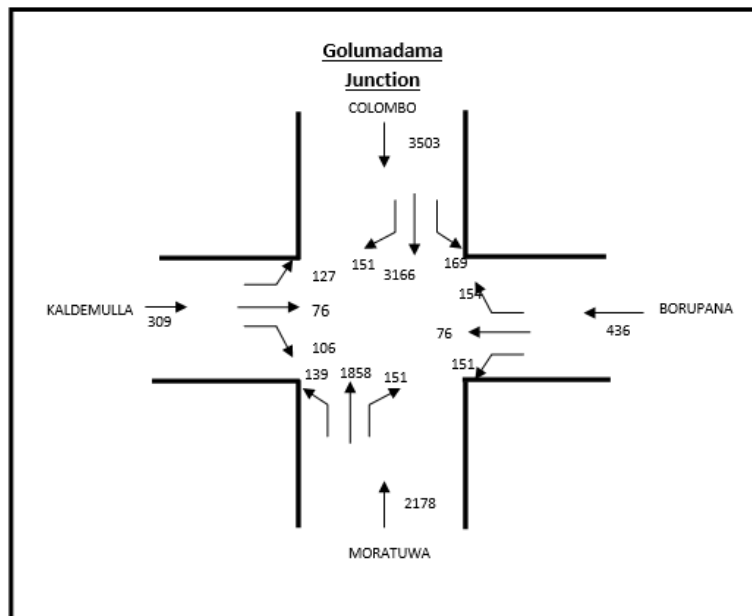 Golumadama
Junction
COLOMBO
3503
151
3166
169
127
154
KALDEMULLA
309
76
76
BORUPANA
436
106
151
139
1858
151
2178
MORATUWA